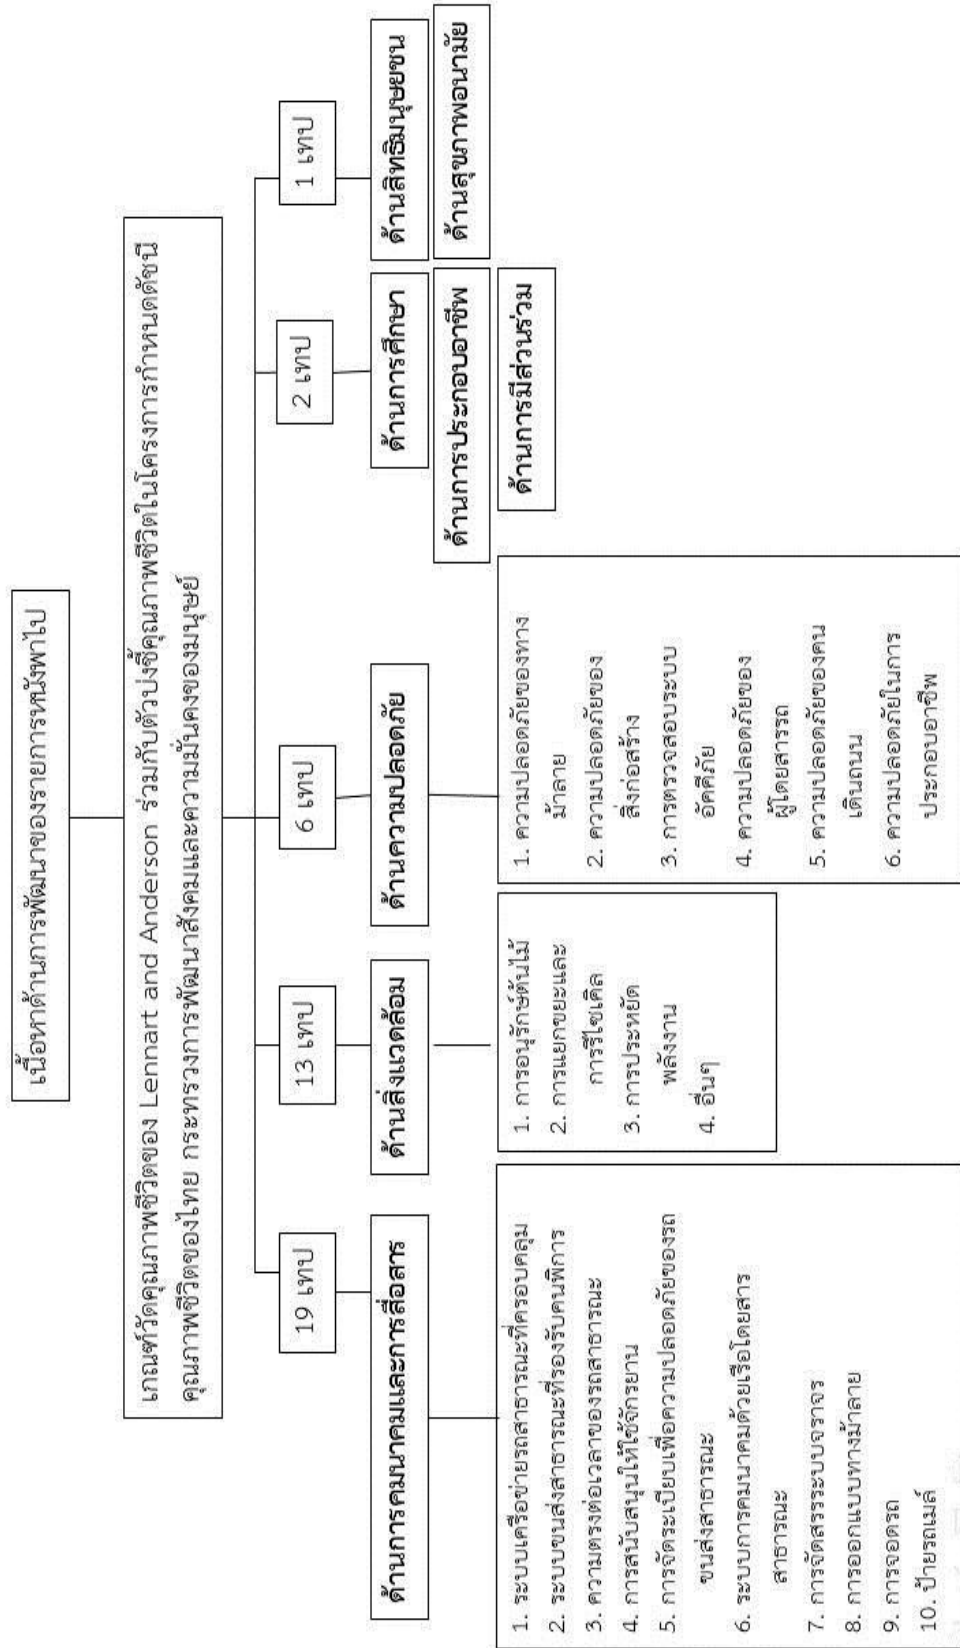 เนื้อหาด้านการพัฒนาของรายการหนังพาไป
เกณฑ์วัดคุณภาพชีวิตของ Lennart and Anderson ร่วมกับตัวบ่งชี้คุณภาพชีวิตในโครงการกำหนดดัชนี
คุณภาพชีวิตของไทย กระทรวงการพัฒนาสังคมและความมั่นคงของมนุษย์
19 เทป
13 เทป
6 เทป
2 เทป
1 เทป
ด้านการคมนาคมและการสื่อสาร
ด้านสิ่งแวดล้อม
ด้านความปลอดภัย
ด้านการศึกษา
ด้านสิทธิมนุษยชน
ด้านการประกอบอาชีพ
ด้านสุขภาพอนามัย
ด้านการมีส่วนร่วม
1. ระบบเครือข่ายรถสาธารณะที่ครอบคลุม
2. ระบบขนส่งสาธารณะที่รองรับคนพิการ
3. ความตรงต่อเวลาของรถสาธารณะ
4. การสนับสนุนให้ใช้จักรยาน
5. การจัดระเบียบเพื่อความปลอดภัยของรถ
ขนส่งสาธารณะ
6. ระบบการคมนาคมด้วยเรือโดยสาร
สาธารณะ
7. การจัดสรรระบบจราจร
8. การออกแบบทางม้าลาย
9. การจอดรถ
10. ป้ายรถเมล์
1. การอนุรักษ์ต้นไม้
2. การแยกขยะและ
การรีไซเคิล
3. การประหยัด
พลังงาน
4. อื่นๆ
1. ความปลอดภัยของทาง
ม้าลาย
2. ความปลอดภัยของ
สิ่งก่อสร้าง
3. การตรวจสอบระบบ
อัคคีภัย
4. ความปลอดภัยของ
ผู้โดยสารรถ
5. ความปลอดภัยของคน
เดินถนน
6. ความปลอดภัยในการ
ประกอบอาชีพ